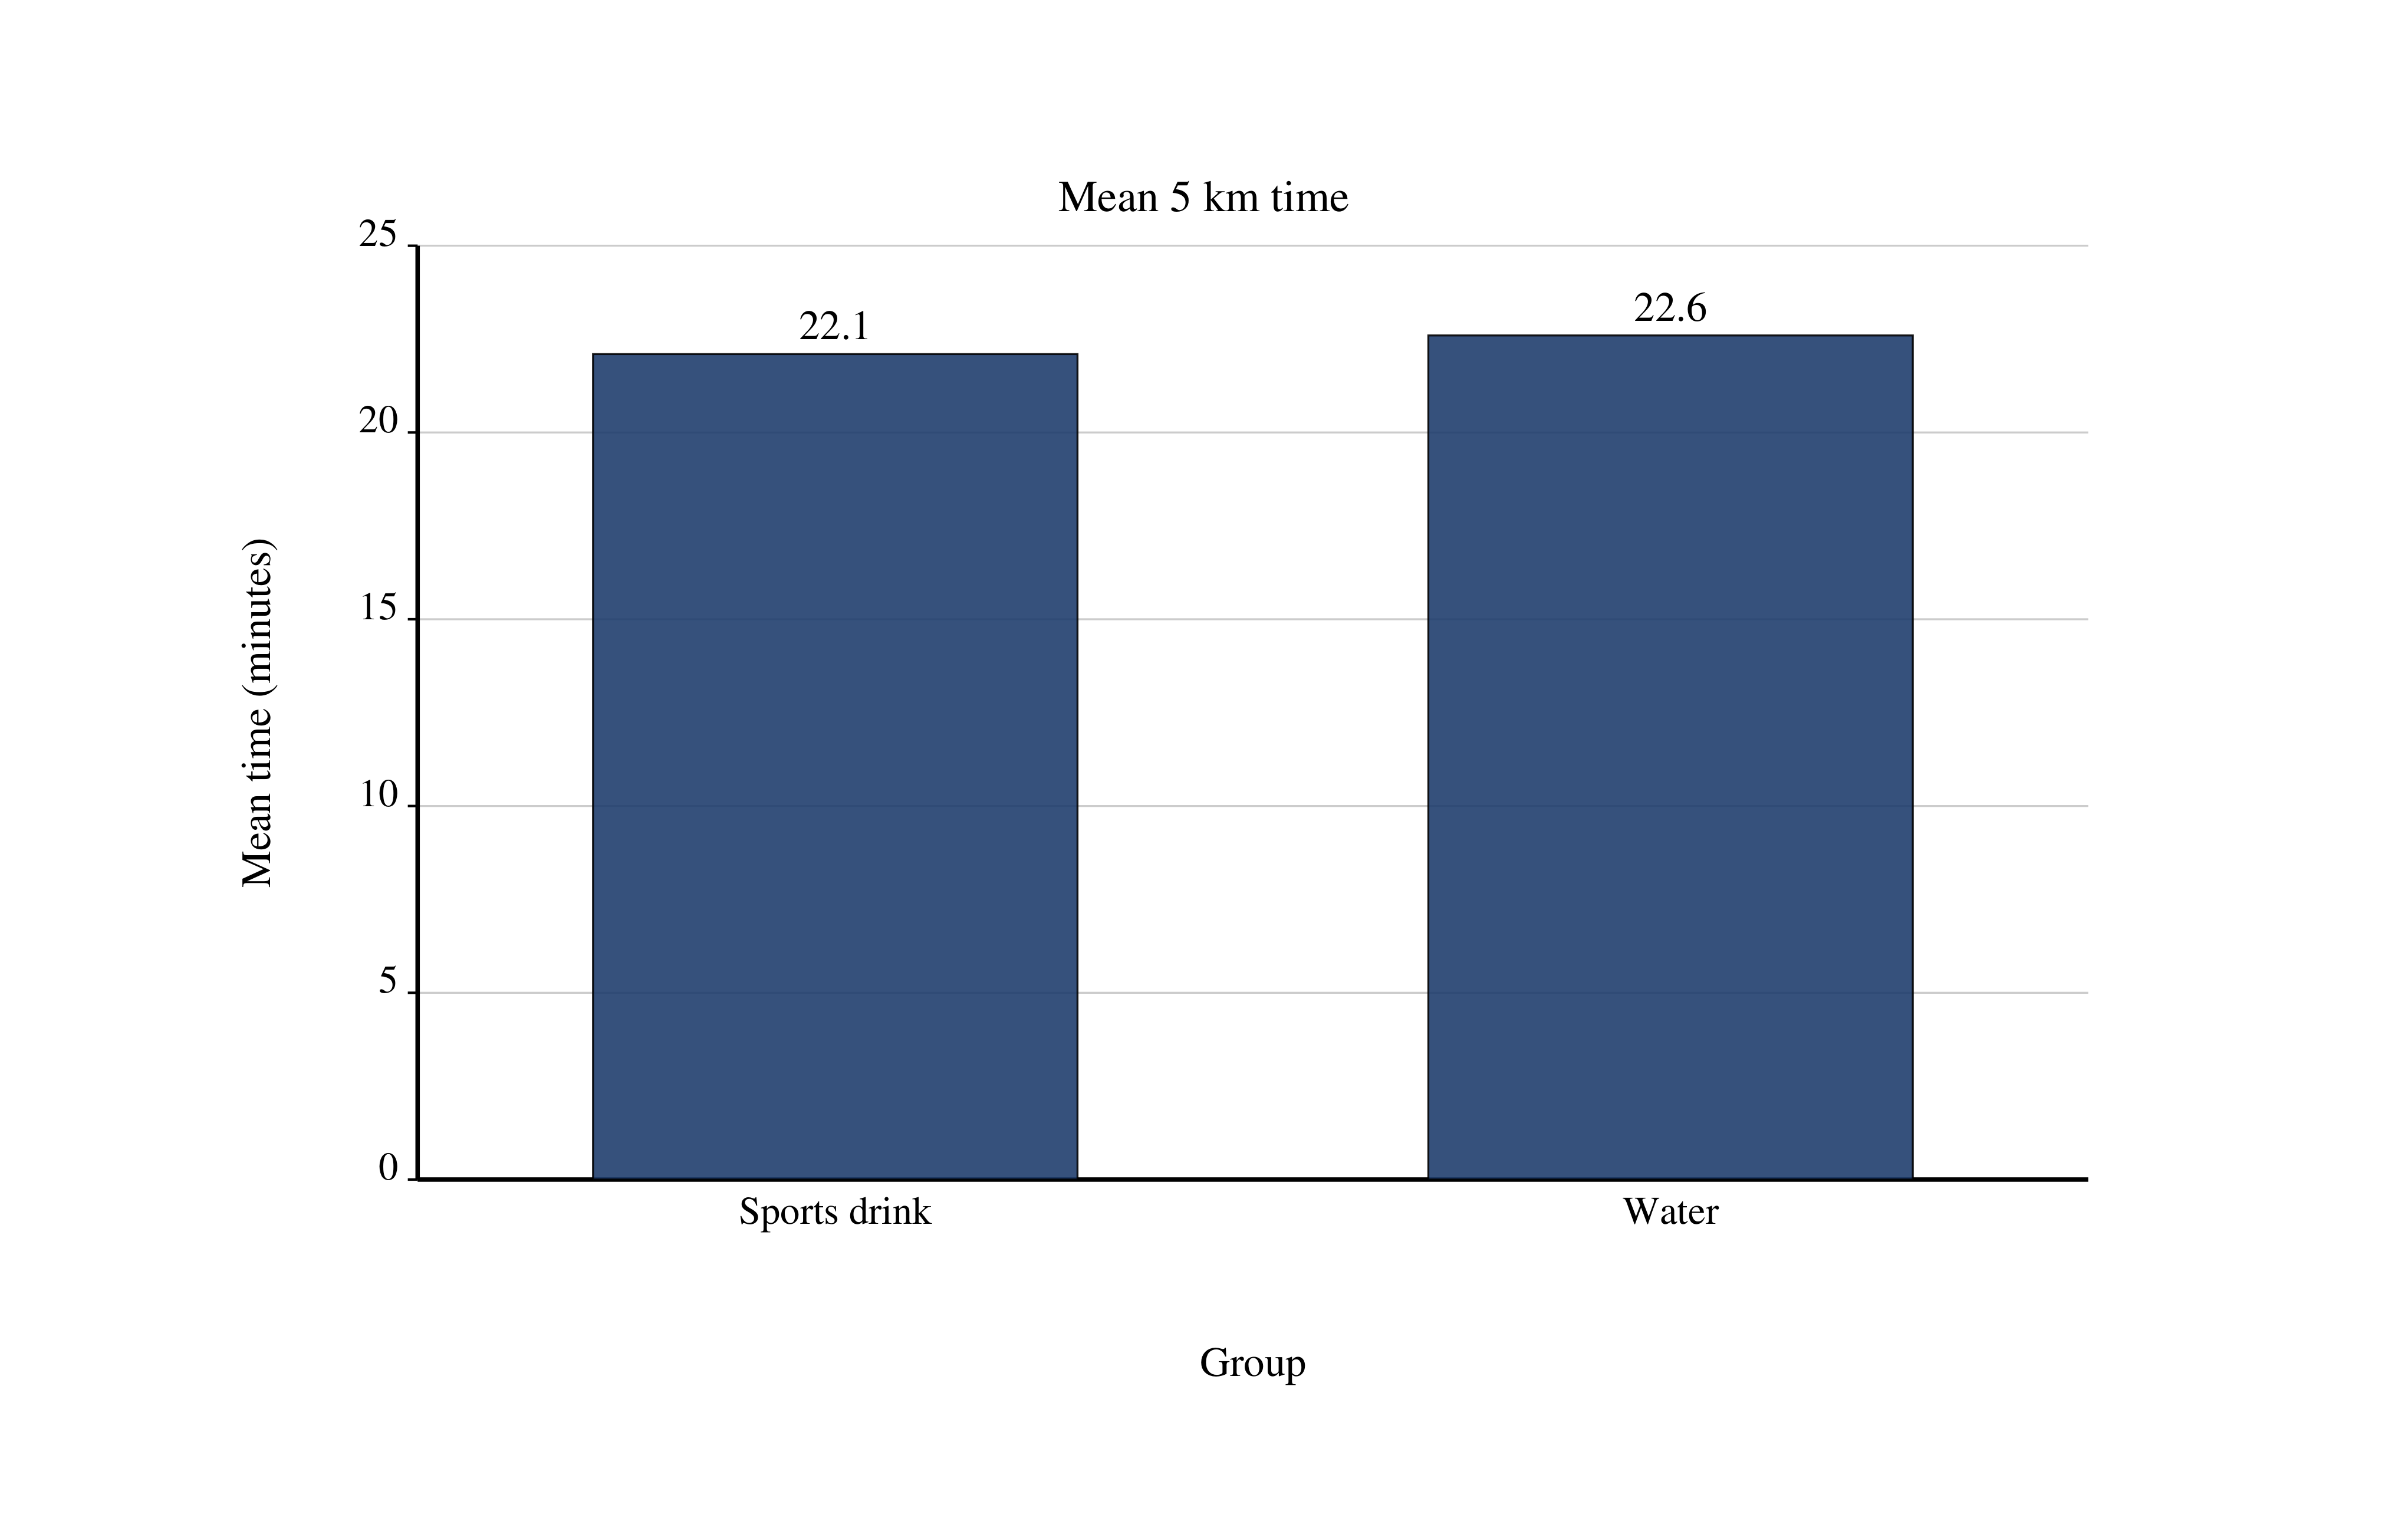 Mean 5 km time
25
20
15
10
5
0
Mean time (minutes)
22.1
22.6
Sports drink
Water
Group